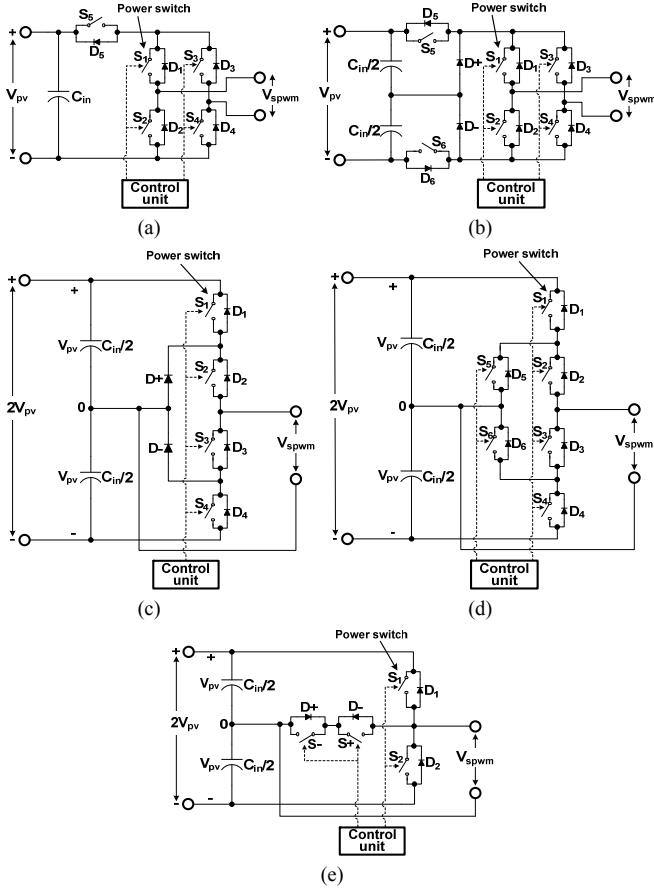 Power switch
+
S5
D5
S1
D1
S3
D3
Vpv
Cin
Vspwm
S2
D2
S4
D4
-
Control unit
(a)
Power switch
D5
+
S5
S1
D1
S3
D3
Cin/2
D+
Vpv
Vspwm
Cin/2
D-
S2
D2
S4
D4
S6
-
D6
Control unit
(b)
Power switch
+
+
S1
D1
Vpv
Cin/2
S2
D2
D+
2Vpv
0
Vspwm
D-
S3
D3
Vpv
Cin/2
S4
D4
-
-
Control unit
(c)
Power switch
+
+
S1
D1
Vpv
Cin/2
S5
D5
S2
D2
2Vpv
0
Vspwm
S6
D6
S3
D3
Vpv
Cin/2
S4
D4
-
-
Control unit
(d)
Power switch
+
+
S1
D1
Vpv
Cin/2
D+
D-
2Vpv
0
S-
S+
Vspwm
S2
D2
Vpv
Cin/2
-
-
Control unit
(e)